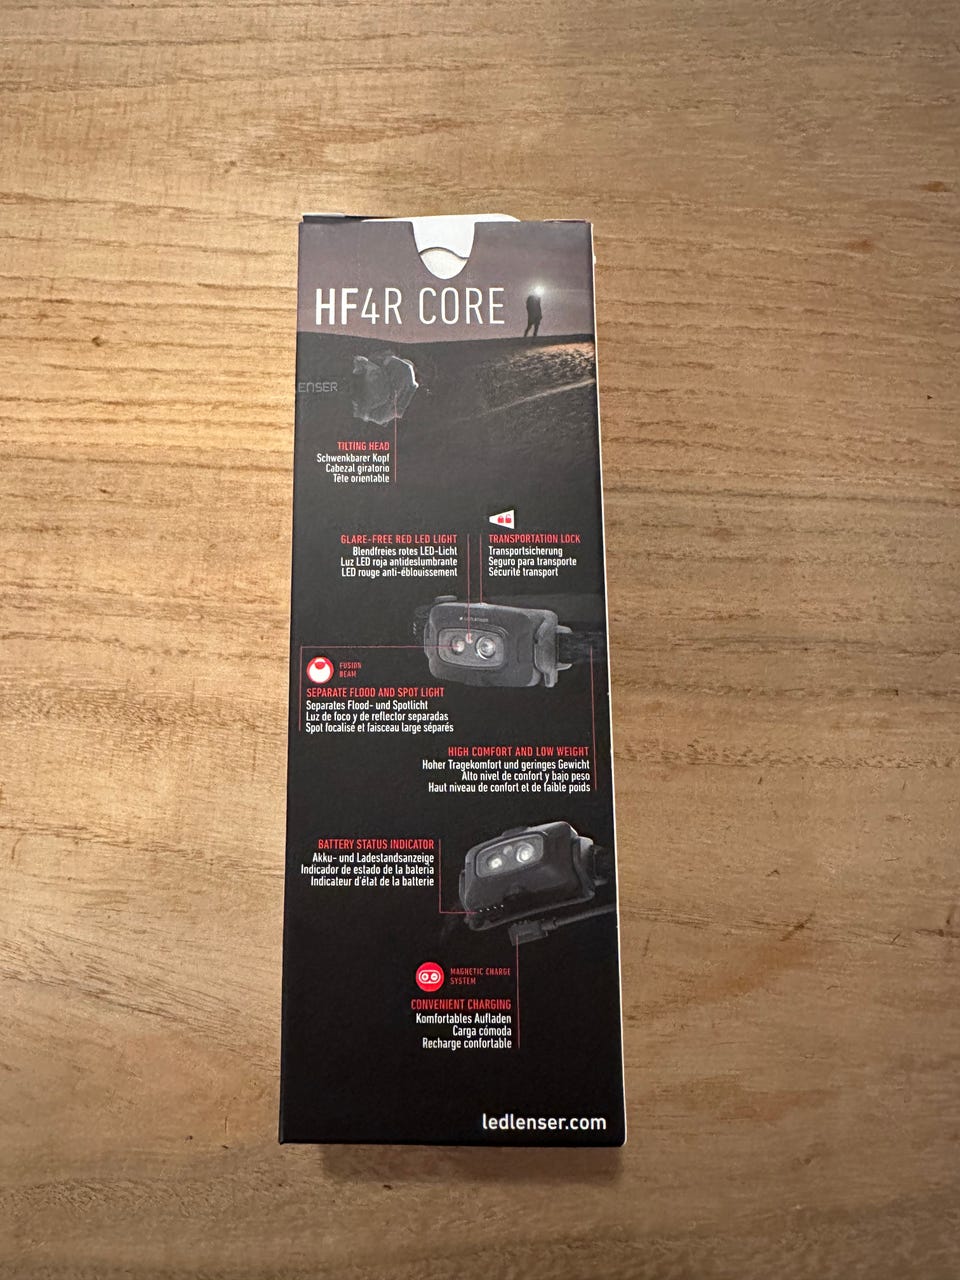 HF4R CORE
ENSER
TILTING HEAD
Schwenkbarer Kopf
Cabezal giratorio
Tête orientable
GLARE-FREE RED LED LIGHT
Blendfreies rotes LED-Licht
Luz LED roja antideslumbrante
LED rouge anti-éblouissement
TRANSPORTATION LOCK
Transportsicherung
Seguro para transporte
Sécurité transport
LEDLENSER
FUSION
BEAM
SEPARATE FLOOD AND SPOT LIGHT
Separates Flood- und Spotlicht
Luz de foco y de reflector separadas
Spot focalisé et faisceau large séparés
HIGH COMFORT AND LOW WEIGHT
Hoher Tragekomfort und geringes Gewicht
Alto nivel de confort y bajo peso
Haut niveau de confort et de faible poids
BATTERY STATUS INDICATOR
Akku- und Ladestandsanzeige
Indicador de estado de la batería
Indicateur d'état de la batterie
MAGNETIC CHARGE
SYSTEM
CONVENIENT CHARGING
Komfortables Aufladen
Carga cómoda
Recharge confortable
ledlenser.com